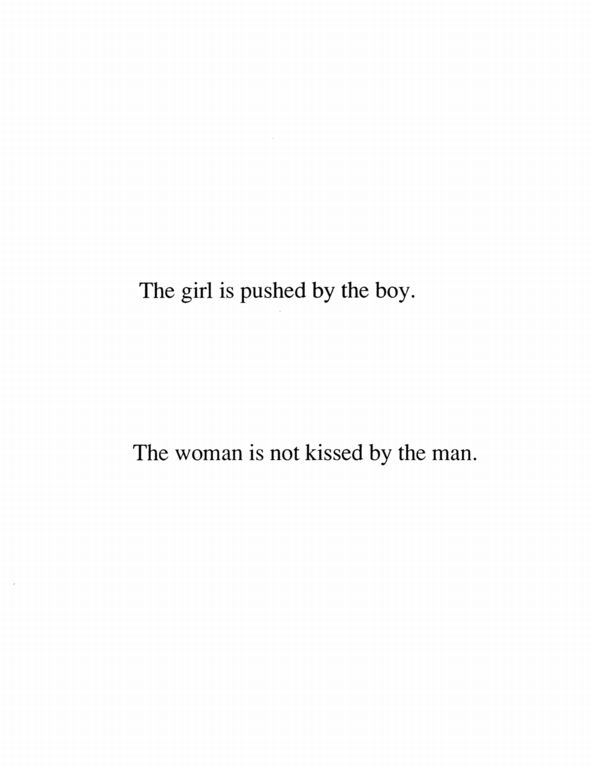 The girl is pushed by the boy.
The woman is not kissed by the man.